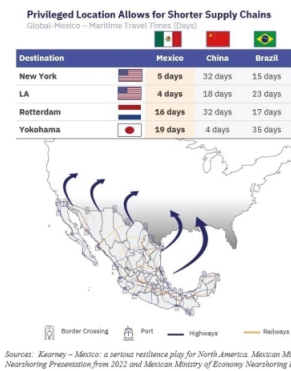 Privileged Location Allows for Shorter Supply Chains
Global-Mexico – Maritime Travel Times (Days)
Destination Mexico China Brazil
New York 5 days 32 days 15 days
LA 4 days 18 days 23 days
Rotterdam 16 days 32 days 17 days
Yokohama 19 days 4 days 35 days
Border Crossing Port Highways Railways
Sources: Kearney – Mexico: a serious resilience play for North America. Mexican
Nearshoring Presentation from 2022 and Mexican Ministry of Economy Nearshoring